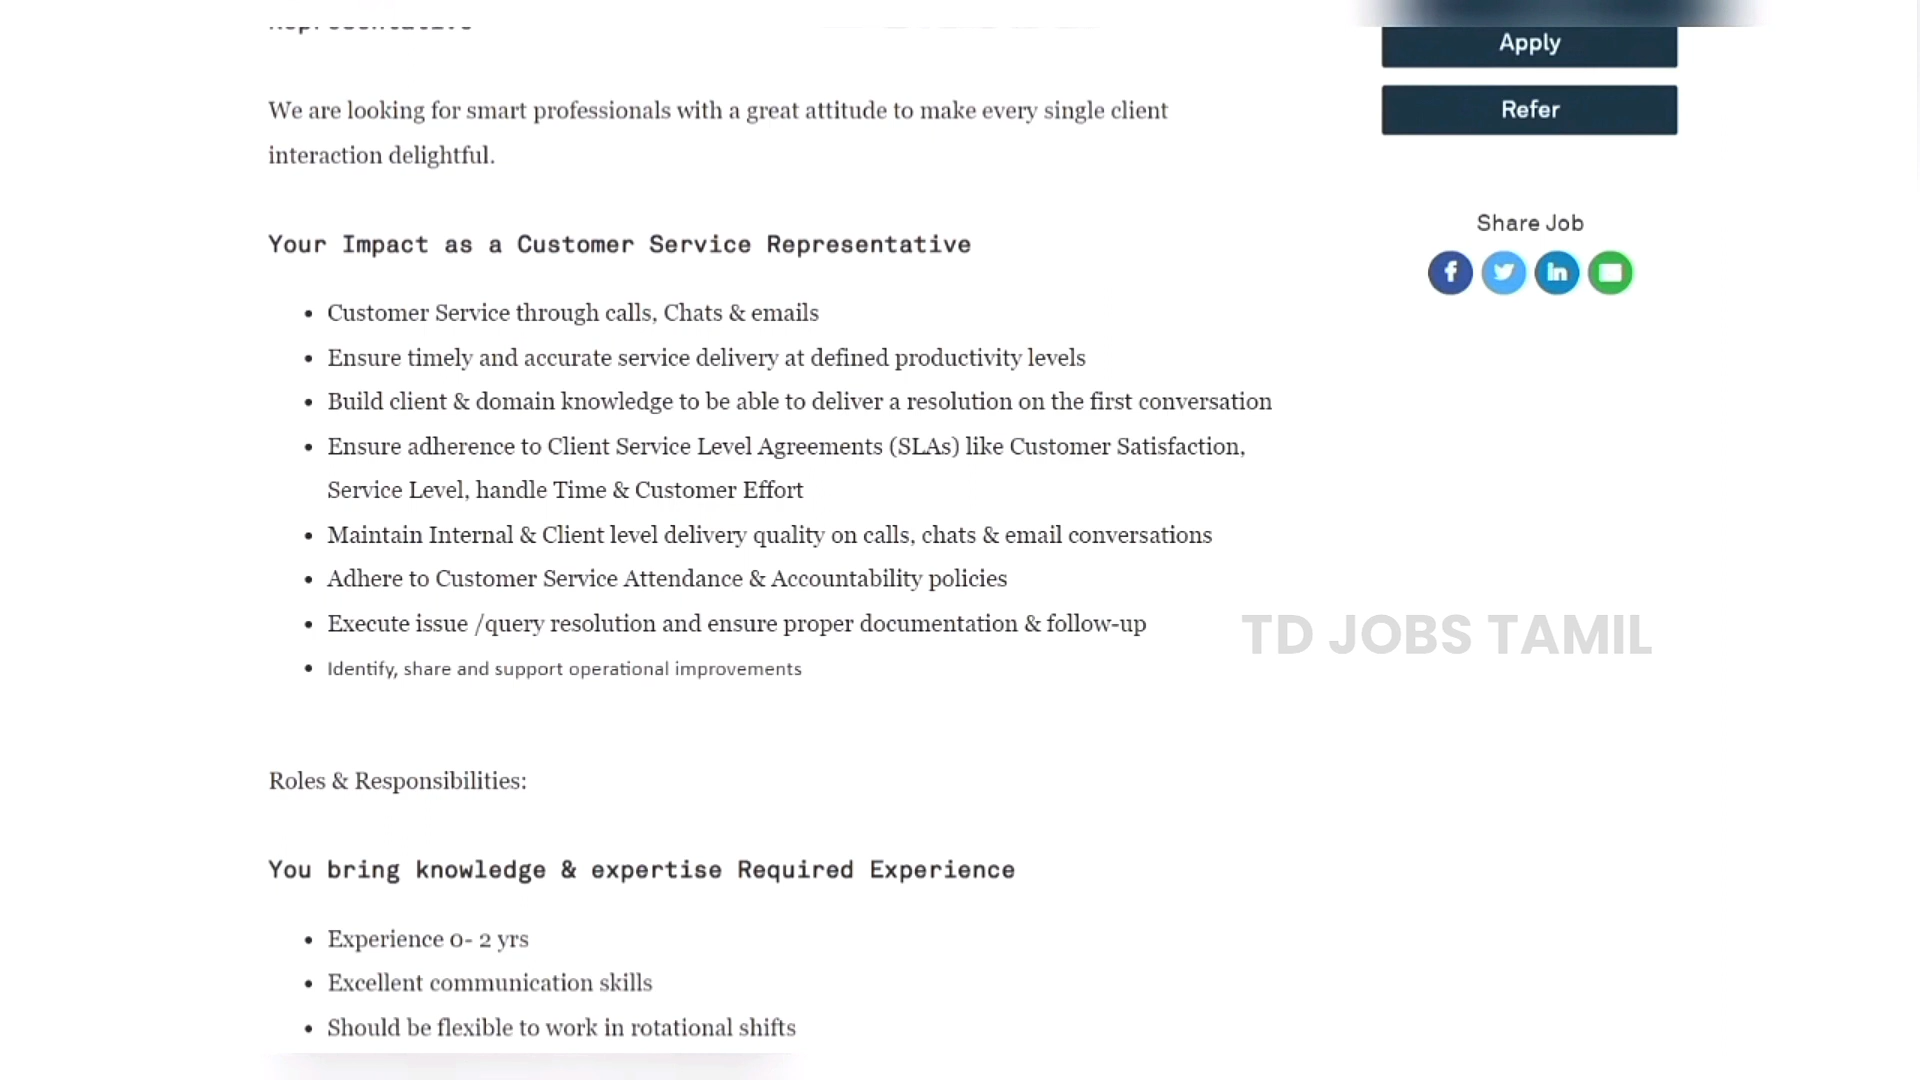 Apply
We are looking for smart professionals with a great attitude to make every single client
interaction delightful.
Refer
Share Job
Your Impact as a Customer Service Representative
• Customer Service through calls, Chats & emails
• Ensure timely and accurate service delivery at defined productivity levels
• Build client & domain knowledge to be able to deliver a resolution on the first conversation
• Ensure adherence to Client Service Level Agreements (SLAs) like Customer Satisfaction,
Service Level, handle Time & Customer Effort
• Maintain Internal & Client level delivery quality on calls, chats & email conversations
• Adhere to Customer Service Attendance & Accountability policies
• Execute issue /query resolution and ensure proper documentation & follow-up
• Identify, share and support operational improvements
TD JOBS TAMIL
Roles & Responsibilities:
You bring knowledge & expertise Required Experience
• Experience 0- 2 yrs
• Excellent communication skills
• Should be flexible to work in rotational shifts